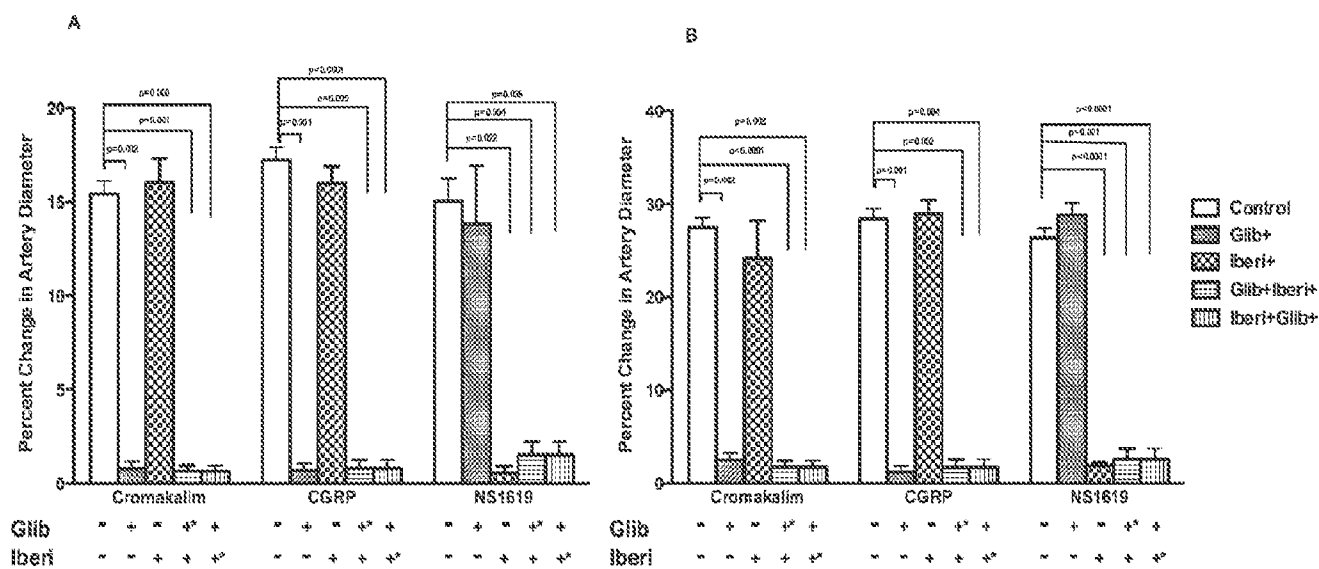 A
Percent Change in Artery Diameter
20
15
10
5
0
p=0.002
p=0.001
p=0.001
p=0.022
p=0.004
Cromakalim
CGRP
NS1619
Glib
- + - +* +
Iberi
- - + + +*
B
Percent Change in Artery Diameter
40
30
20
10
0
p=0.002
p<0.0001
p=0.002
p=0.001
p=0.002
p=0.004
p<0.0001
p=0.001
p<0.0001
Cromakalim
CGRP
NS1619
Glib
- + - +* +
Iberi
- - + + +*
Control
Glib+
Iberi+
Glib+Iberi+
Iberi+Glib+